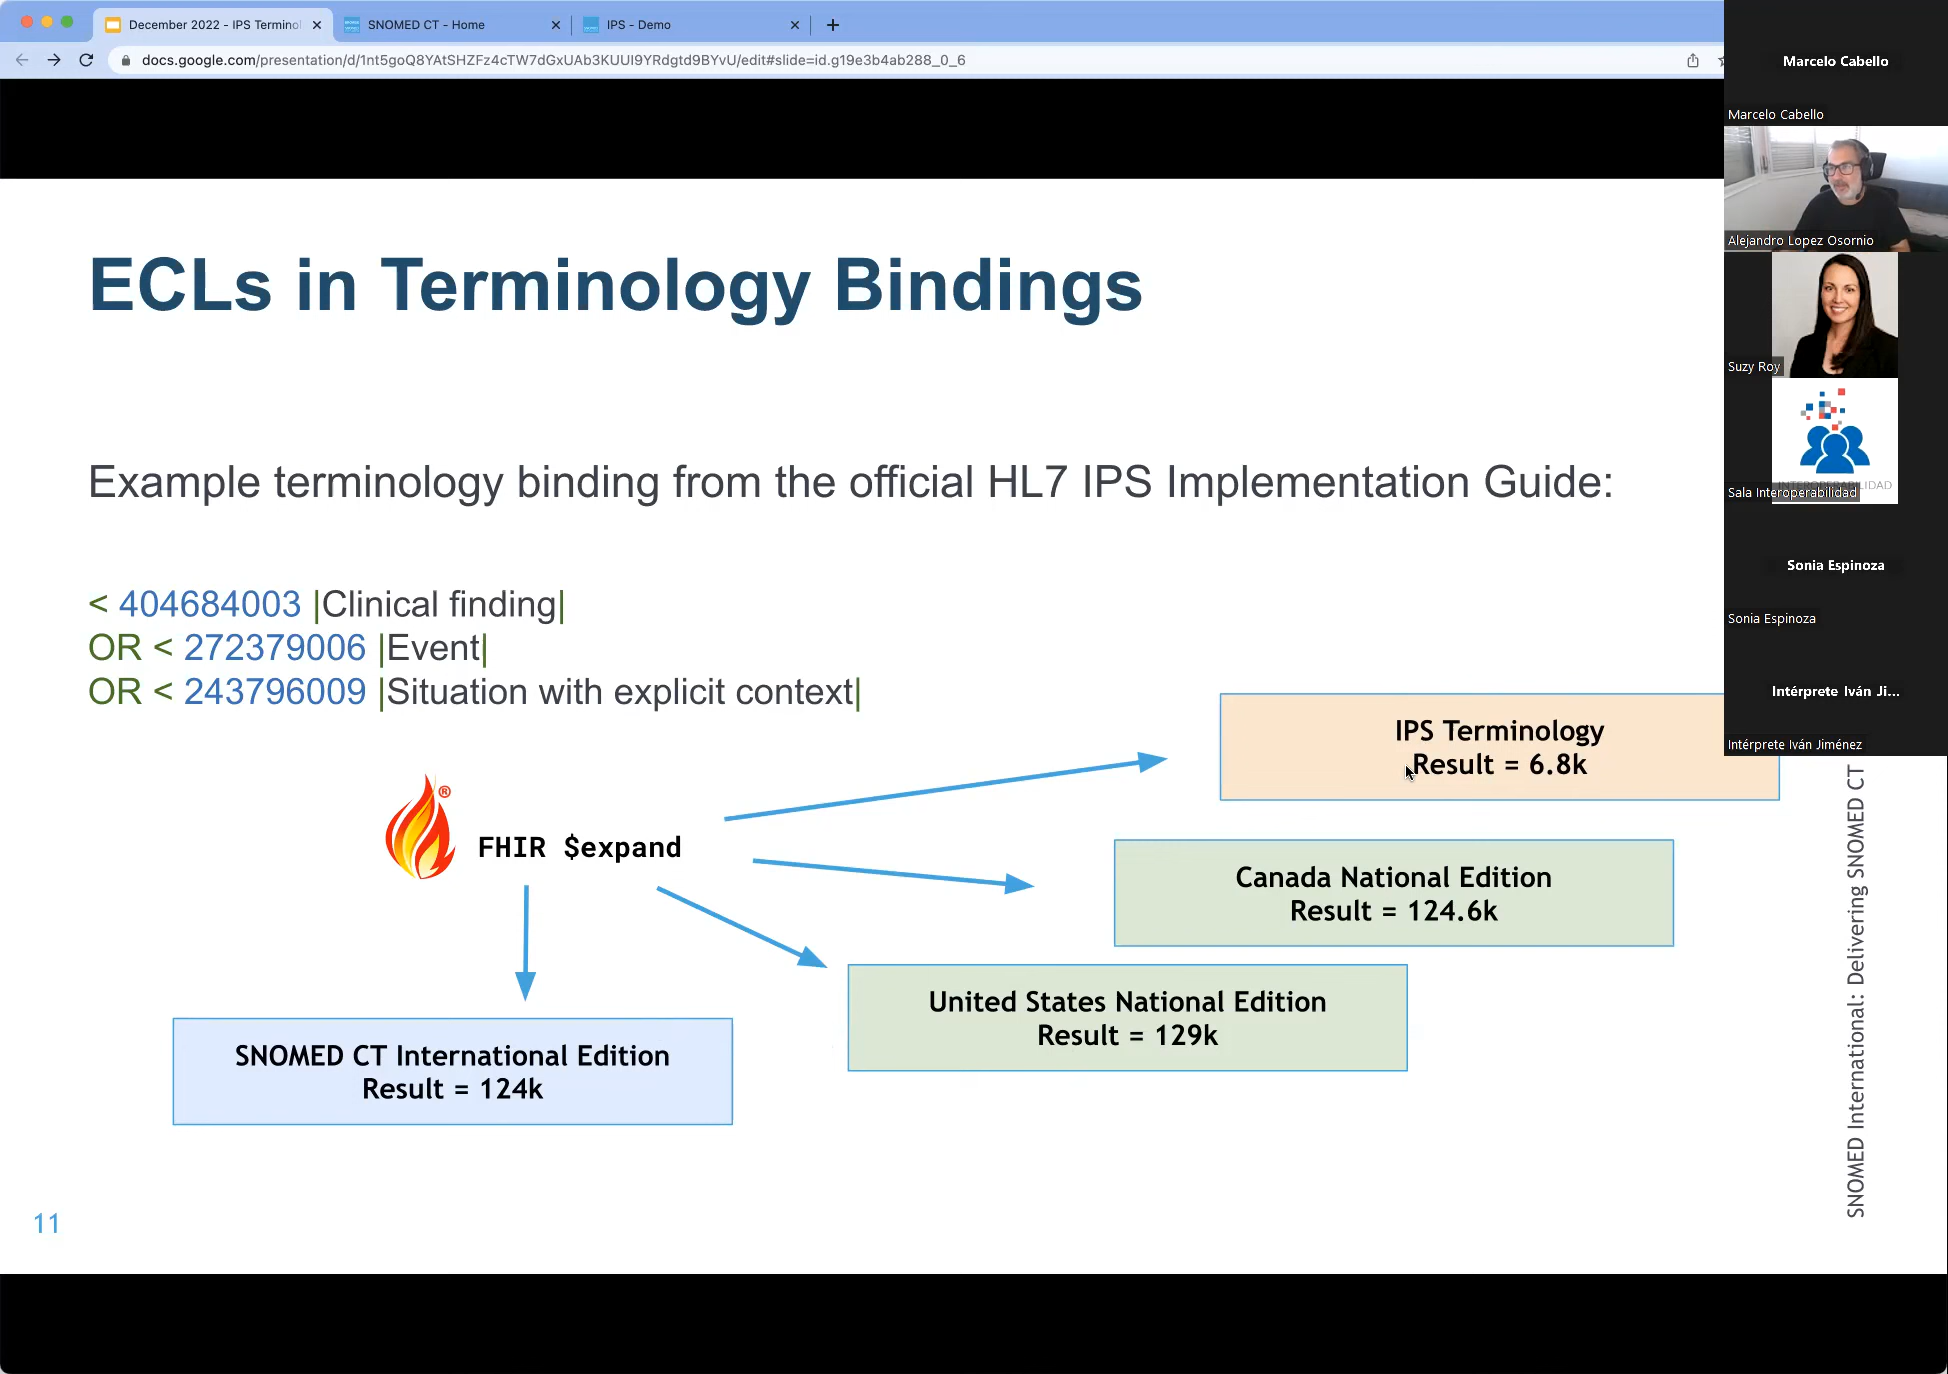 December 2022 - IPS Termino
SNOMED CT - Home
IPS - Demo
docs.google.com/presentation/d/1nt5goQ8YAtSHZFz4cTW7dGxUAb3KUUI9YRdgtd9BYvU/edit#slide=id.g19e3b4ab288_0_6
Marcelo Cabello
Marcelo Cabello
Alejandro Lopez Osornio
Suzy Roy
Sala Interoperabilidad
Sonia Espinoza
Sonia Espinoza
Intérprete Iván Ji...
Intérprete Iván Jiménez
ECLs in Terminology Bindings
Example terminology binding from the official HL7 IPS Implementation Guide:
< 404684003 |Clinical finding|
OR < 272379006 |Event|
OR < 243796009 |Situation with explicit context|
IPS Terminology
Result = 6.8k
FHIR $expand
®
Canada National Edition
Result = 124.6k
United States National Edition
Result = 129k
SNOMED CT International Edition
Result = 124k
SNOMED International: Delivering SNOMED CT
11